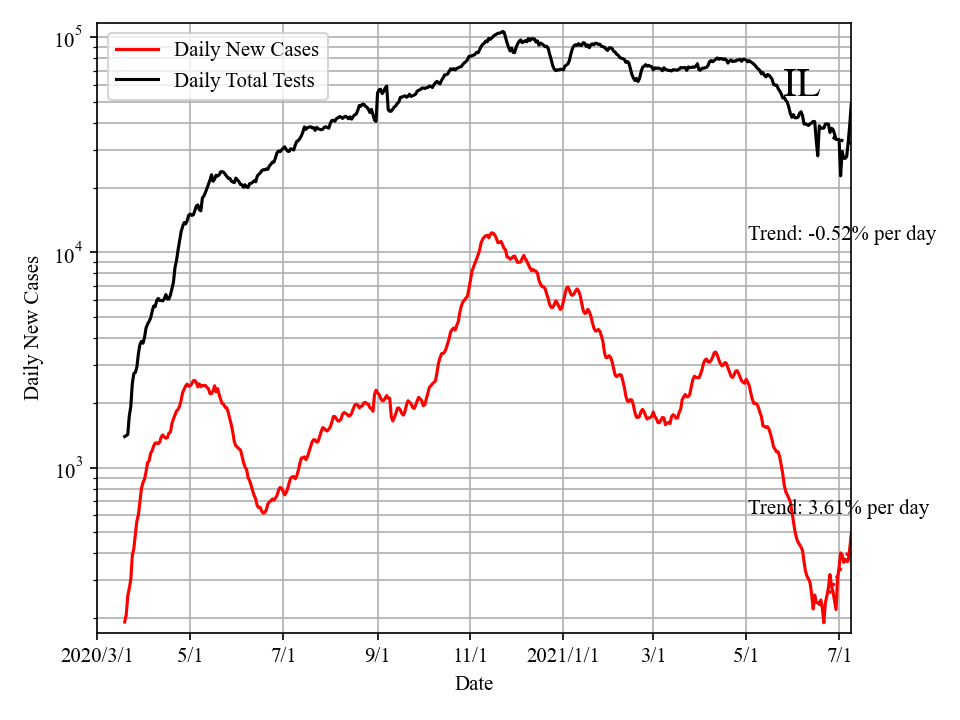 10^5
Daily New Cases
Daily Total Tests
IL
Trend: -0.52% per day
10^4
Daily New Cases
10^3
Trend: 3.61% per day
2020/3/1 5/1 7/1 9/1 11/1 2021/1/1 3/1 5/1 7/1
Date